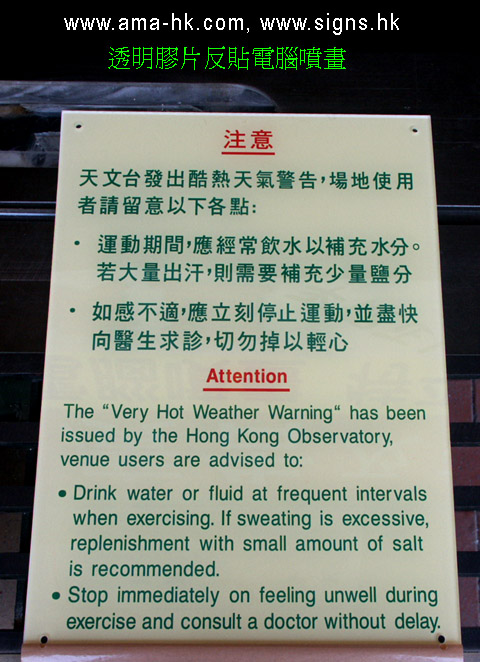 www.ama-hk.com, www.signs.hk
透明膠片反貼電腦噴畫
注意
天文台發出酷熱天氣警告，場地使用
者請留意以下各點：
• 運動期間，應經常飲水以補充水分。
若大量出汗，則需要補充少量鹽分
• 如感不適，應立刻停止運動，並盡快
向醫生求診，切勿掉以輕心
Attention
The “Very Hot Weather Warning“ has been
issued by the Hong Kong Observatory,
venue users are advised to:
• Drink water or fluid at frequent intervals
when exercising. If sweating is excessive,
replenishment with small amount of salt
is recommended.
• Stop immediately on feeling unwell during
exercise and consult a doctor without delay.